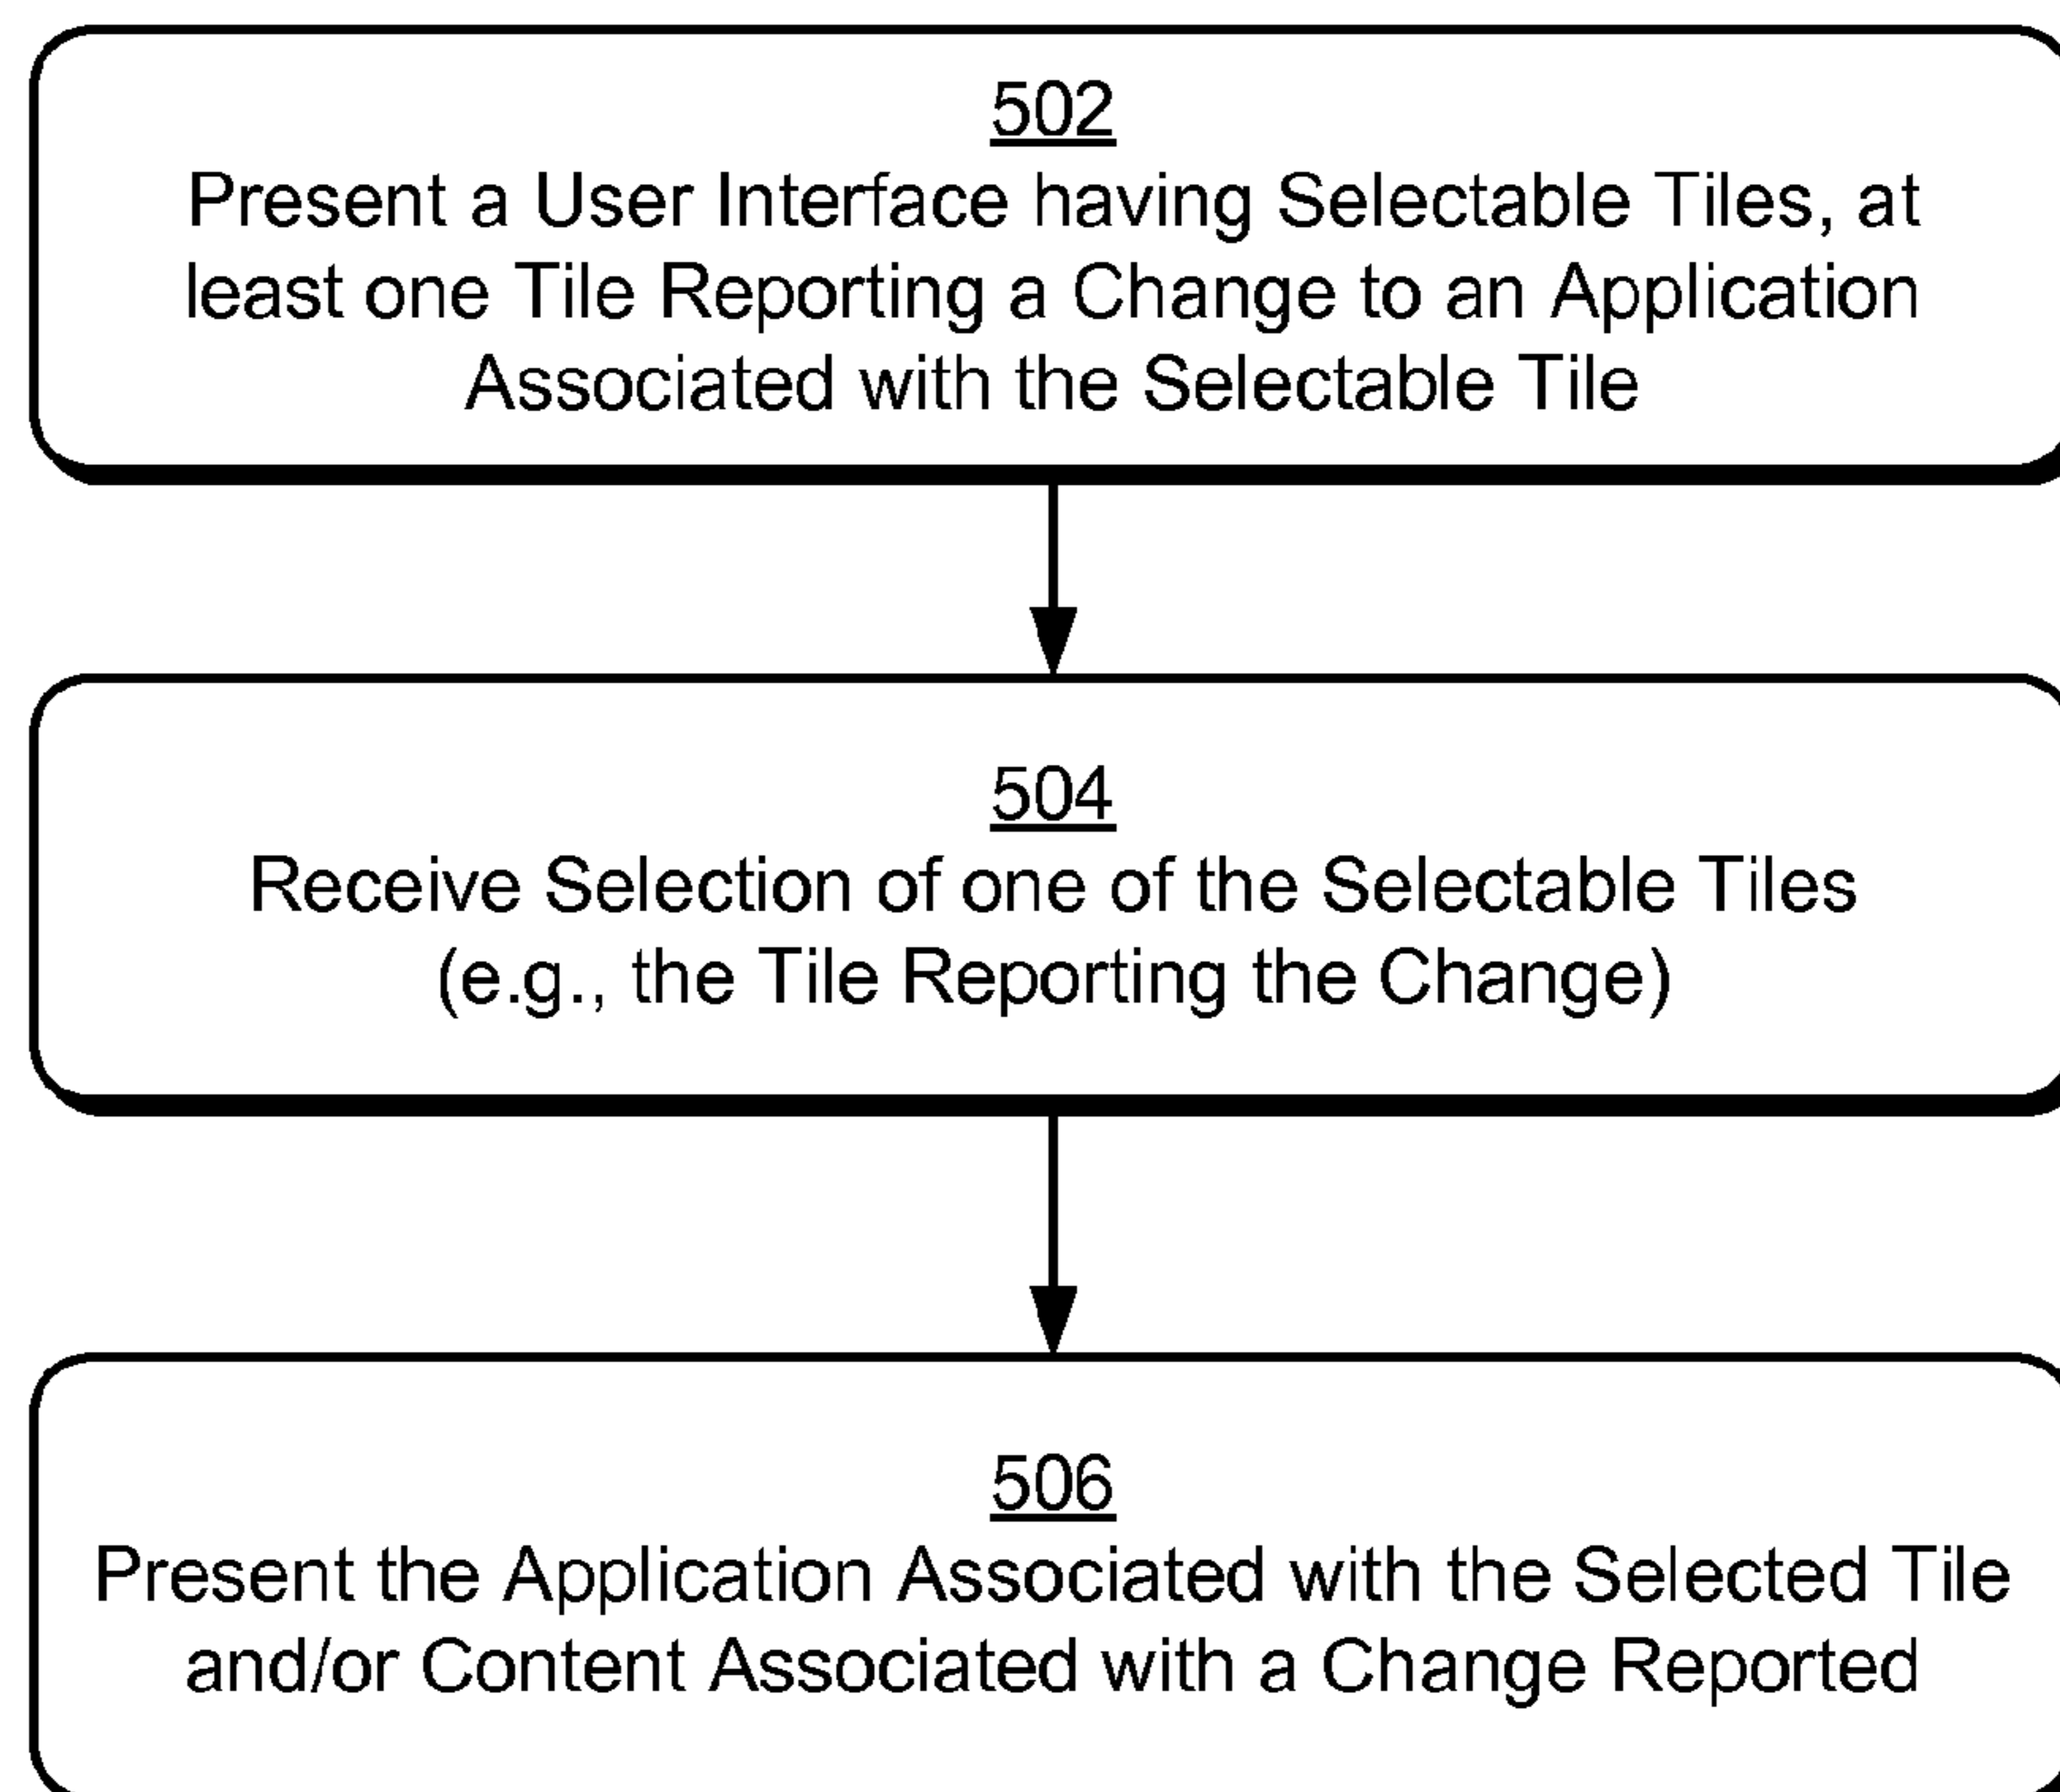 502
Present a User Interface having Selectable Tiles, at
least one Tile Reporting a Change to an Application
Associated with the Selectable Tile
504
Receive Selection of one of the Selectable Tiles
(e.g., the Tile Reporting the Change)
506
Present the Application Associated with the Selected Tile
and/or Content Associated with a Change Reported